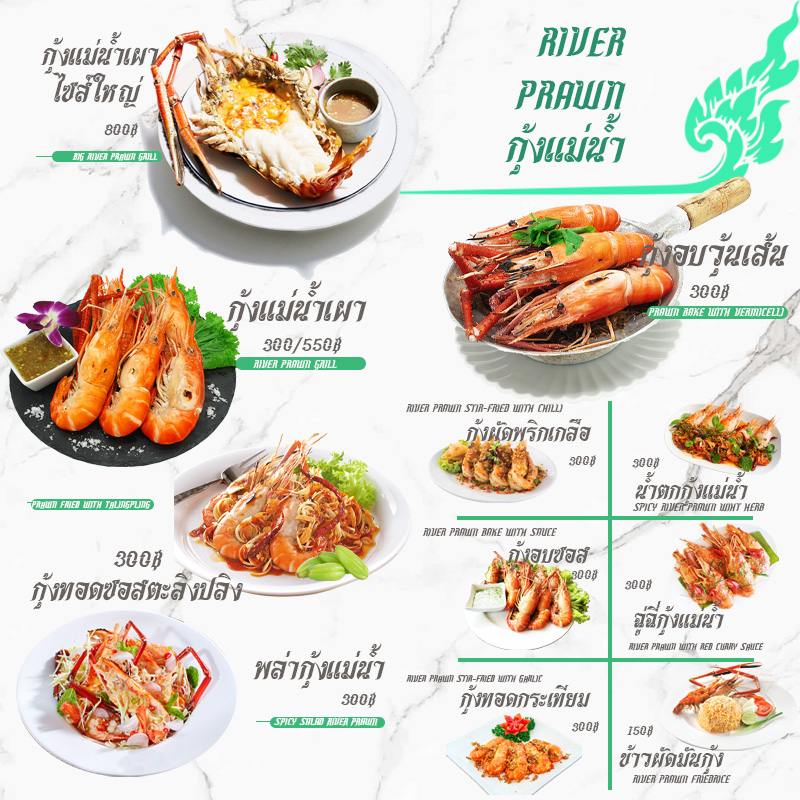 กุ้งแม่น้ำเผา
ไซส์ใหญ่
800฿
BIG RIVER PRAWN GRILL
RIVER
PRAWN
กุ้งแม่น้ำ
กุ้งอบวุ้นเส้น
300฿
PRAWN BAKE WITH VERMICELLI
กุ้งแม่น้ำเผา
300/550฿
RIVER PRAWN GRILL
PRAWN FRIED WITH TALINGPLING
300฿
กุ้งทอดซอสตะลิงปลิง
พล่ากุ้งแม่น้ำ
300฿
SPICY SALAD RIVER PRAWN
RIVER PRAWN STIR-FRIED WITH CHILLI
กุ้งผัดพริกเกลือ
300฿
300฿
น้ำตกกุ้งแม่น้ำ
SPICY RIVER PRAWN WIHT HERB
RIVER PRAWN BAKE WITH SAUCE
กุ้งอบซอส
300฿
300฿
ฉู่ฉี่กุ้งแม่น้ำ
RIVER PRAWN WITH RED CURRY SAUCE
RIVER PRAWN STIR-FRIED WITH GARLIC
กุ้งทอดกระเทียม
300฿
150฿
ข้าวผัดมันกุ้ง
RIVER PRAWN FRIEDRICE